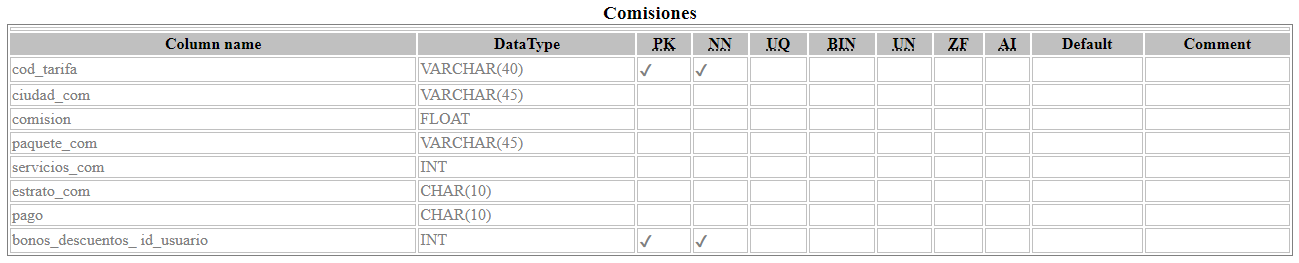 Comisiones
Column name DataType PK NN UQ BIN UN ZF AI Default Comment
cod_tarifa VARCHAR(40) ✓ ✓
ciudad_com VARCHAR(45)
comision FLOAT
paquete_com VARCHAR(45)
servicios_com INT
estrato_com CHAR(10)
pago CHAR(10)
bonos_descuentos_ id_usuario INT ✓ ✓